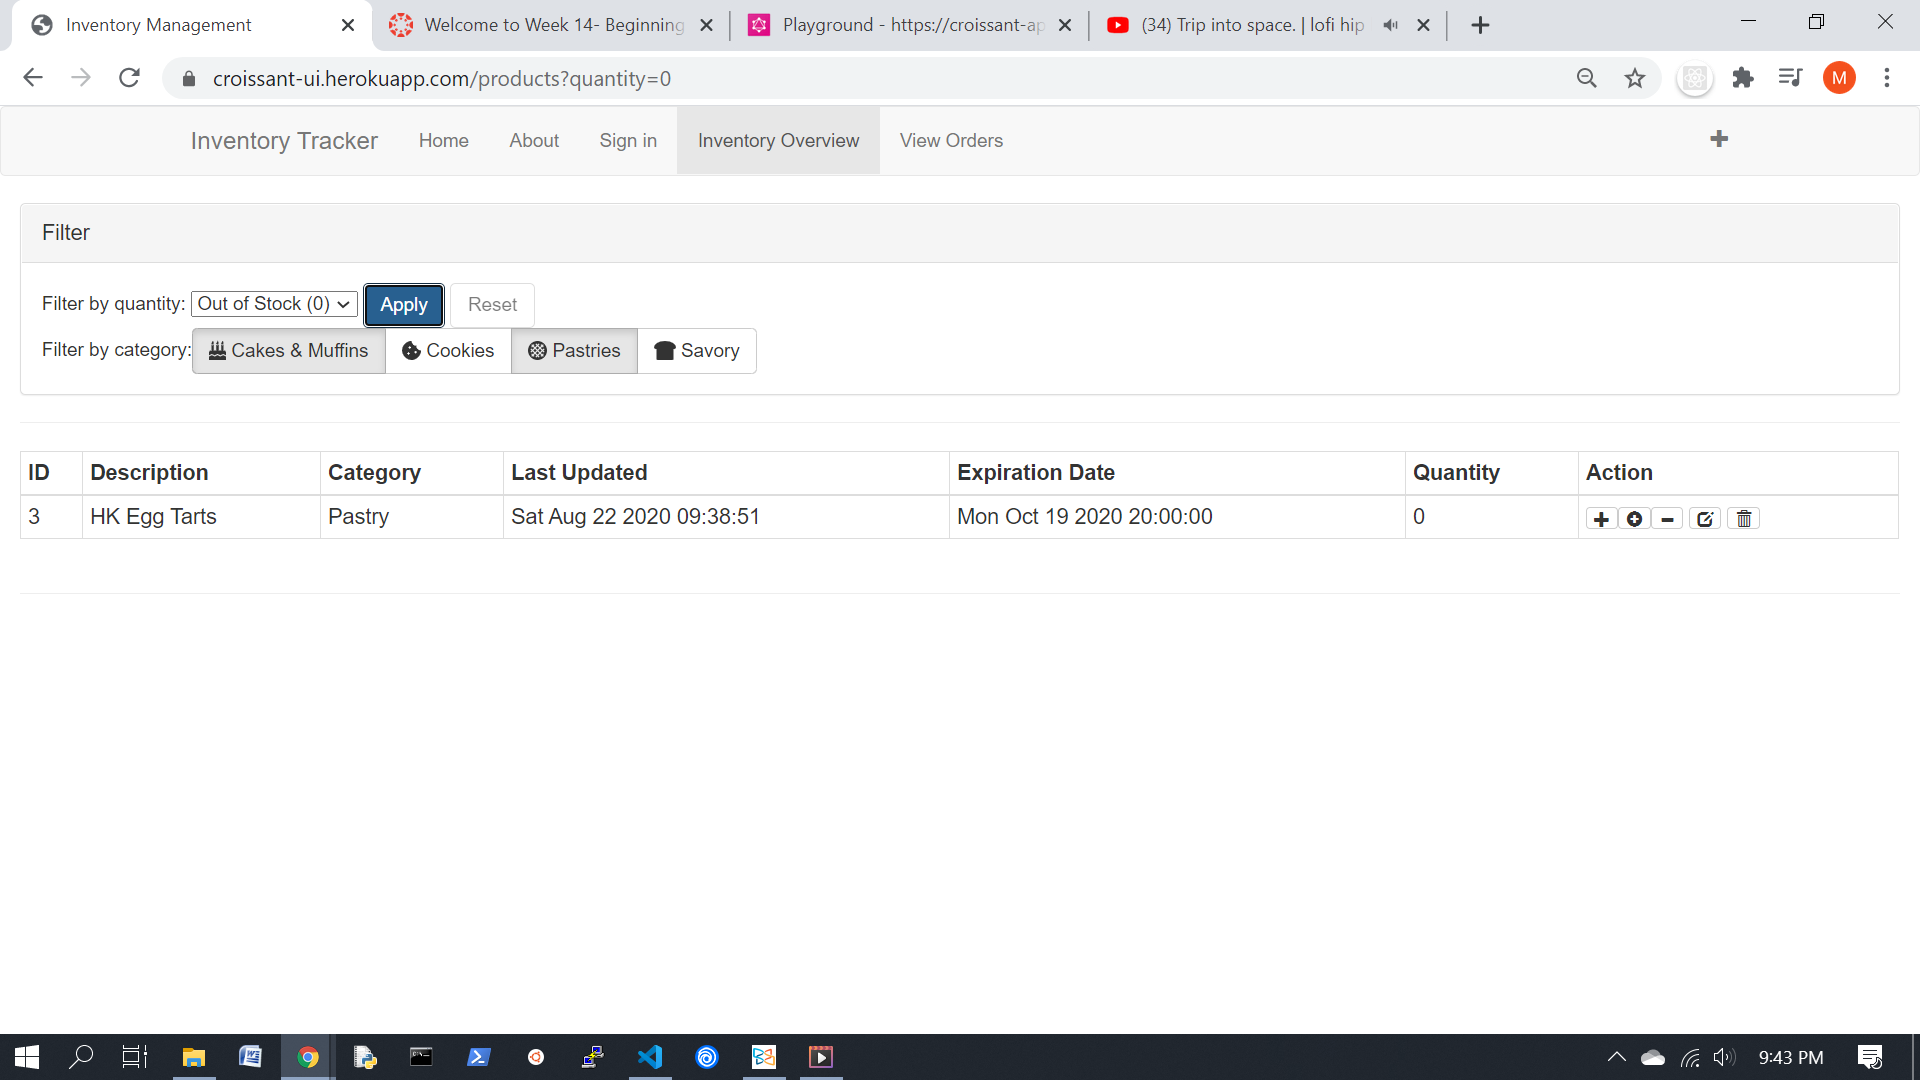 Inventory Management
Welcome to Week 14- Beginning
Playground - https://croissant-ap
(34) Trip into space. | lofi hip
croissant-ui.herokuapp.com/products?quantity=0
M
Inventory Tracker Home About Sign in Inventory Overview View Orders
Filter
Filter by quantity: Out of Stock (0) Apply Reset
Filter by category: Cakes & Muffins Cookies Pastries Savory
ID Description Category Last Updated Expiration Date Quantity Action
3 HK Egg Tarts Pastry Sat Aug 22 2020 09:38:51 Mon Oct 19 2020 20:00:00 0
9:43 PM